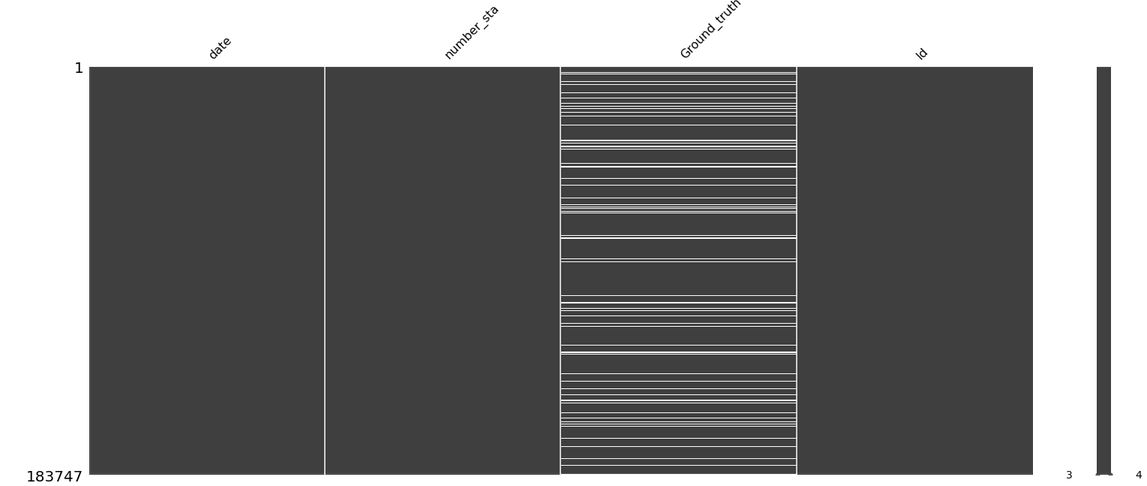 date
number_sta
Ground_truth
Id
1
183747
3
4